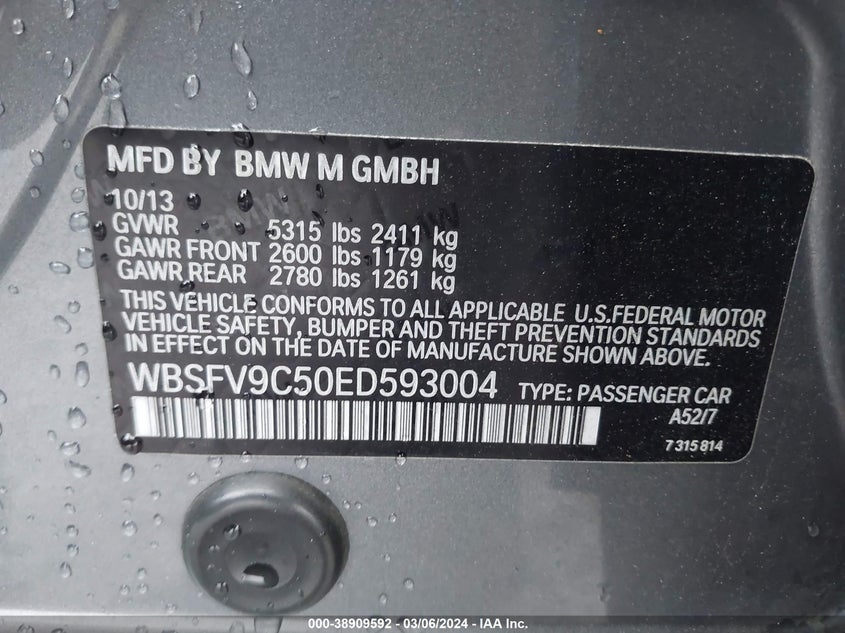 MFD BY BMW M GMBH
10/13
GVWR 5315 lbs 2411 kg
GAWR FRONT 2600 lbs 1179 kg
GAWR REAR 2780 lbs 1261 kg
THIS VEHICLE CONFORMS TO ALL APPLICABLE U.S.FEDERAL MOTOR
VEHICLE SAFETY, BUMPER AND THEFT PREVENTION STANDARDS
IN EFFECT ON THE DATE OF MANUFACTURE SHOWN ABOVE.
WBSFV9C50ED593004 TYPE: PASSENGER CAR
A52/7
7 315 814
000-38909592 - 03/06/2024 - IAA Inc.